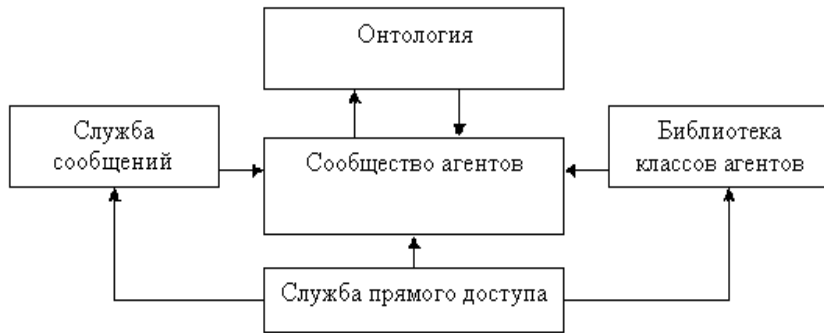 Онтология
Служба
сообщений
Сообщество агентов
Библиотека
классов агентов
Служба прямого доступа